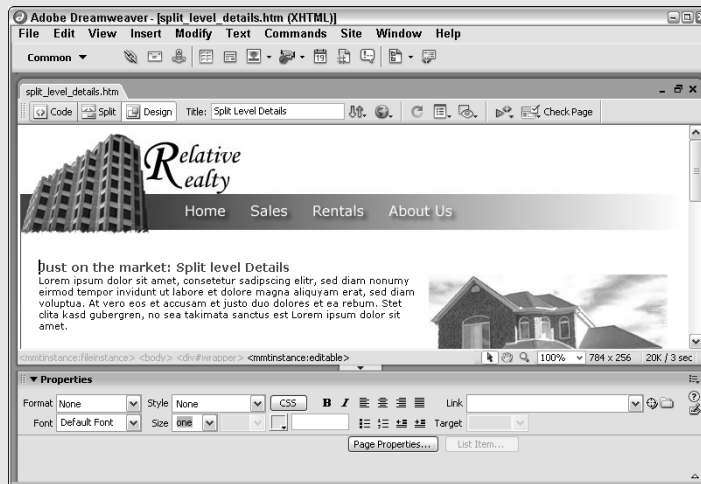 Adobe Dreamweaver - [split_level_details.htm (XHTML)]
File Edit View Insert Modify Text Commands Site Window Help
Common
19
split_level_details.htm
Code Split Design Title: Split Level Details Check Page
Relative
Realty
Home Sales Rentals About Us
Just on the market: Split level Details
Lorem ipsum dolor sit amet, consetetur sadipscing elitr, sed diam nonumy
eirmod tempor invidunt ut labore et dolore magna aliquyam erat, sed diam
voluptua. At vero eos et accusam et justo duo dolores et ea rebum. Stet
clita kasd gubergren, no sea takimata sanctus est Lorem ipsum dolor sit
amet.
<mmtinstance:fileinstance> <body> <div#wrapper> <mmtinstance:editable> 100% 784 x 256 20K / 3 sec
Properties
Format None Style None CSS B I Link
Font Default Font Size one Target
Page Properties... List Item...